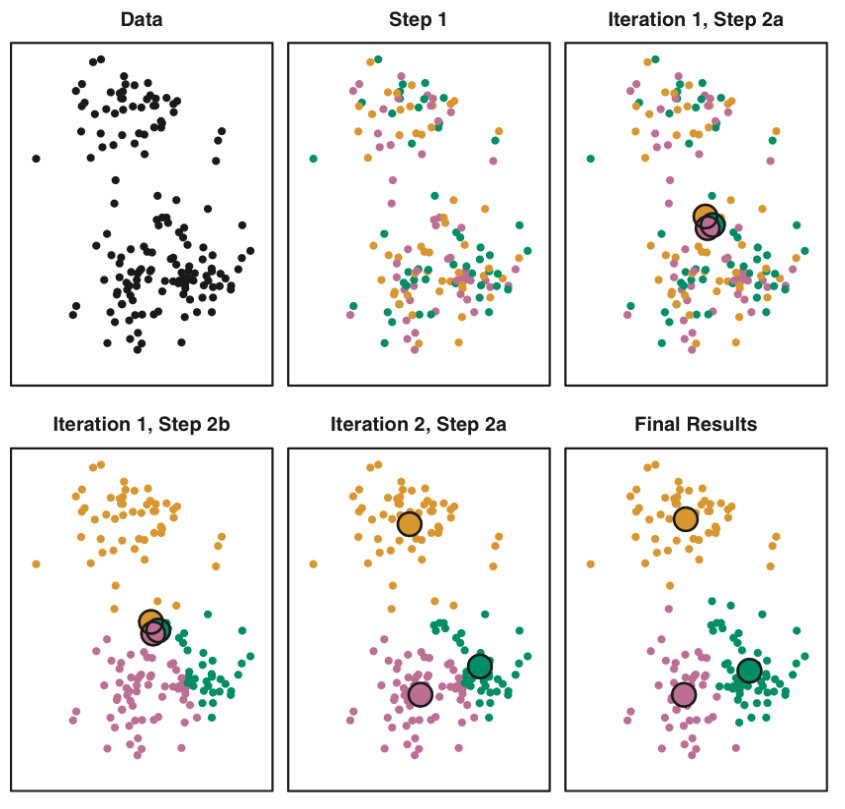 Data
Step 1
Iteration 1, Step 2a
Iteration 1, Step 2b
Iteration 2, Step 2a
Final Results